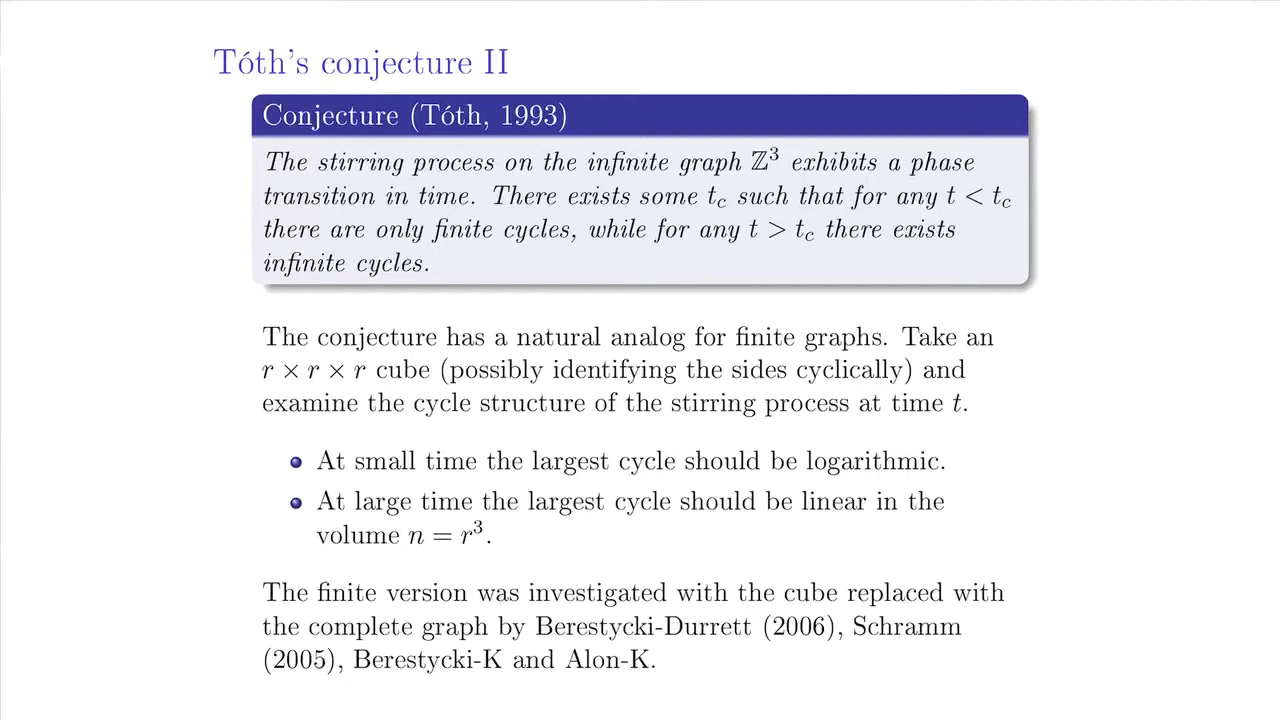 Tóth's conjecture II
Conjecture (Tóth, 1993)
The stirring process on the infinite graph ℤ³ exhibits a phase
transition in time. There exists some t_c such that for any t < t_c
there are only finite cycles, while for any t > t_c there exists
infinite cycles.
The conjecture has a natural analog for finite graphs. Take an
r × r × r cube (possibly identifying the sides cyclically) and
examine the cycle structure of the stirring process at time t.
At small time the largest cycle should be logarithmic.
At large time the largest cycle should be linear in the
volume n = r³.
The finite version was investigated with the cube replaced with
the complete graph by Berestycki-Durrett (2006), Schramm
(2005), Berestycki-K and Alon-K.